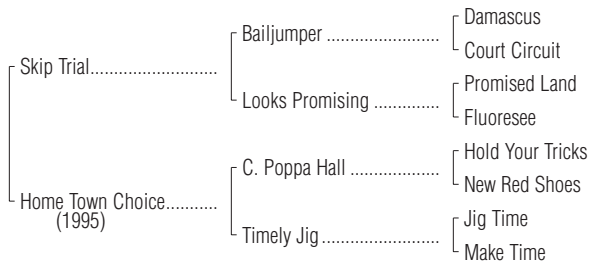 Damascus
Bailjumper ......................
Court Circuit
Skip Trial.........................
Promised Land
Looks Promising .............
Fluoresee
Hold Your Tricks
C. Poppa Hall .................
New Red Shoes
Home Town Choice..........
(1995)
Jig Time
Timely Jig.......................
Make Time